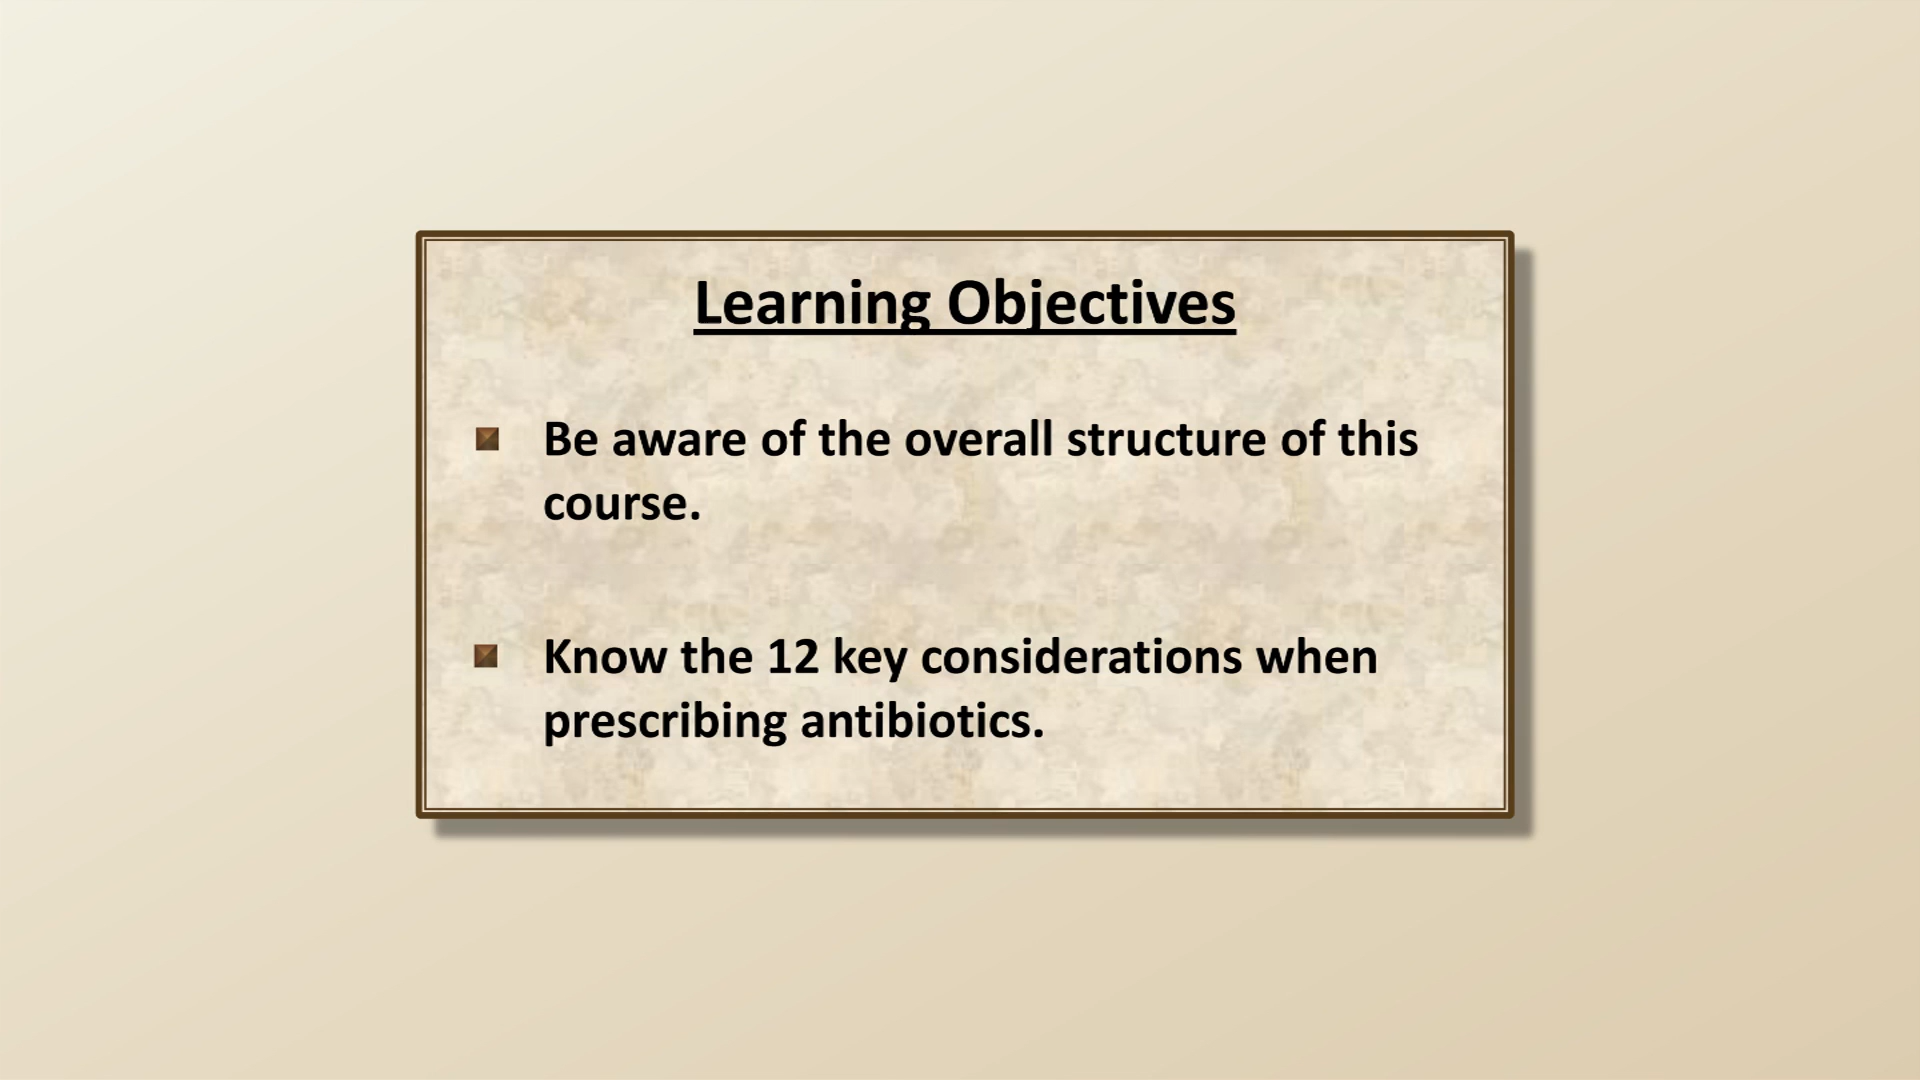 Learning Objectives
Be aware of the overall structure of this
course.
Know the 12 key considerations when
prescribing antibiotics.